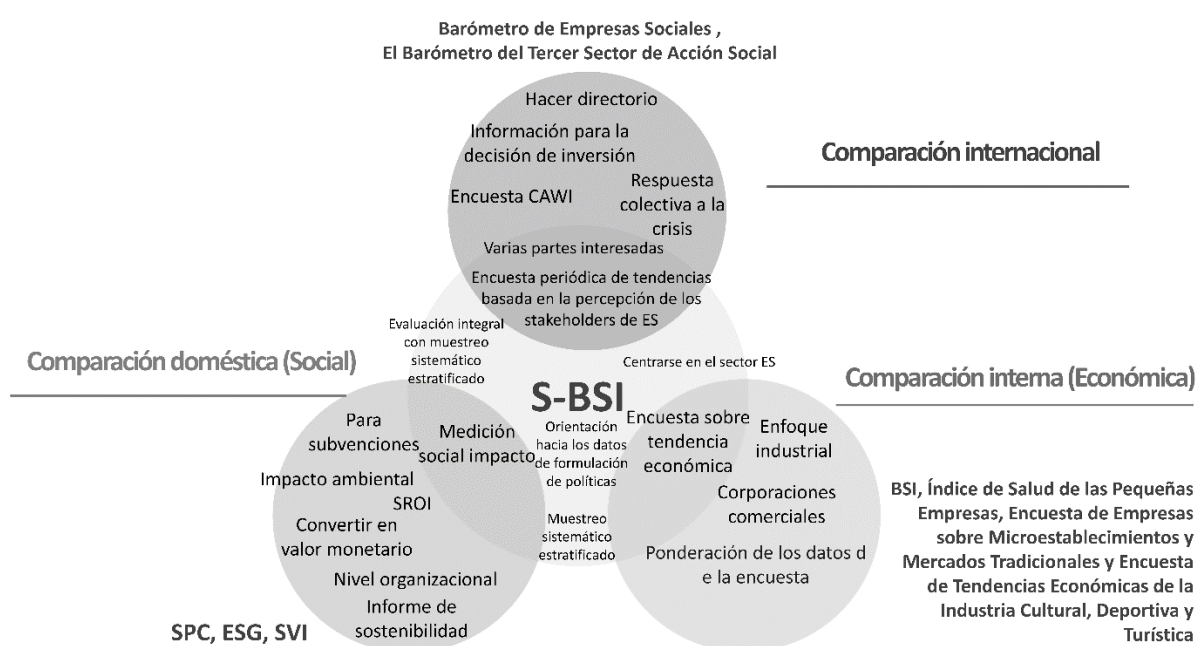 Barómetro de Empresas Sociales ,
El Barómetro del Tercer Sector de Acción Social
Hacer directorio
Información para la
decisión de inversión
Encuesta CAWI
Respuesta
colectiva a la
crisis
Varias partes interesadas
Encuesta periódica de tendencias
basada en la percepción de los
stakeholders de ES
Comparación internacional
Evaluación integral
con muestreo
sistemático
estratificado
Centrarse en el sector ES
Comparación doméstica (Social)
Comparación interna (Económica)
S-BSI
Orientación
hacia los datos
de formulación
de políticas
Muestreo
sistemático
estratificado
Para
subvenciones
Medición
social impacto
Impacto ambiental
SROI
Convertir en
valor monetario
Nivel organizacional
Informe de
sostenibilidad
SPC, ESG, SVI
Encuesta sobre
tendencia
económica
Enfoque
industrial
Corporaciones
comerciales
Ponderación de los datos d
e la encuesta
BSI, Índice de Salud de las Pequeñas
Empresas, Encuesta de Empresas
sobre Microestablecimientos y
Mercados Tradicionales y Encuesta
de Tendencias Económicas de la
Industria Cultural, Deportiva y
Turística